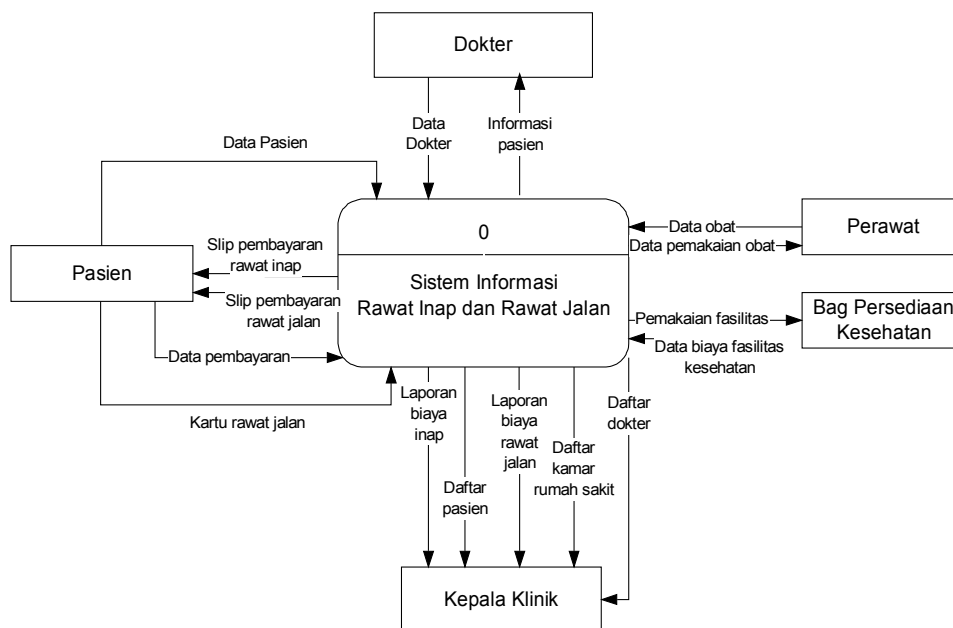 Dokter
Data
Dokter
Informasi
pasien
Data Pasien
0
Sistem Informasi
Rawat Inap dan Rawat Jalan
Data obat
Data pemakaian obat
Perawat
Pasien
Slip pembayaran
rawat inap
Slip pembayaran
rawat jalan
Data pembayaran
Kartu rawat jalan
Pemakaian fasilitas
Data biaya fasilitas
kesehatan
Bag Persediaan
Kesehatan
Laporan
biaya
inap
Daftar
pasien
Laporan
biaya
rawat
jalan
Daftar
kamar
rumah sakit
Daftar
dokter
Kepala Klinik